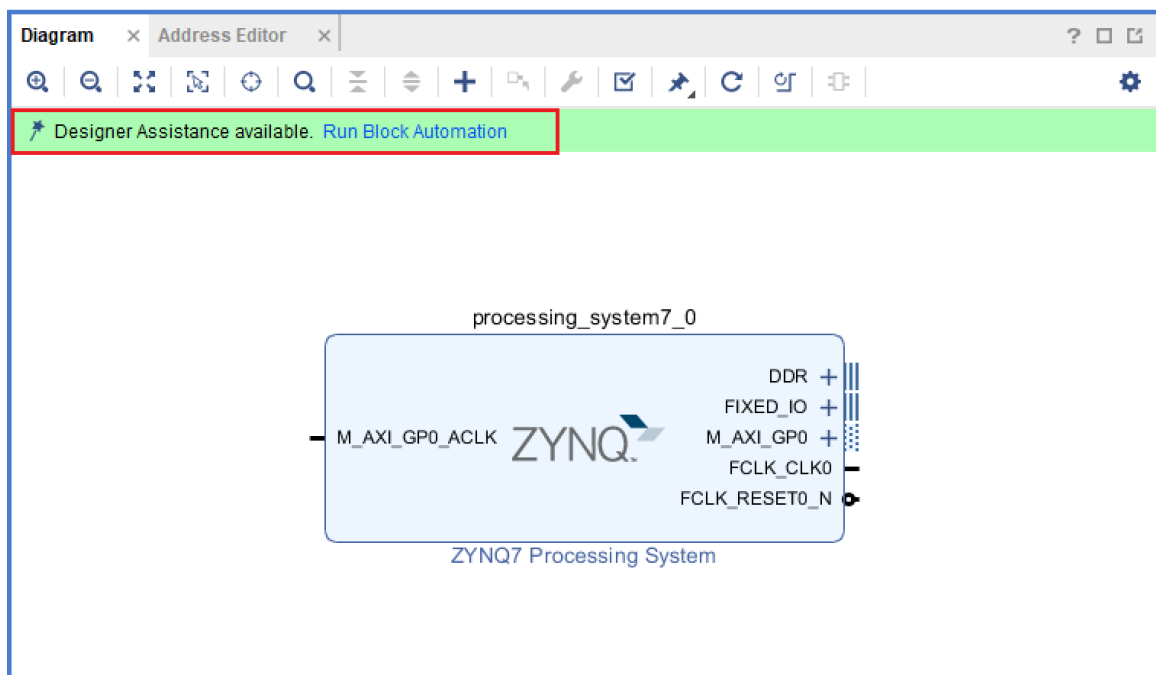 Diagram × Address Editor ×
Designer Assistance available. Run Block Automation
processing_system7_0
DDR
FIXED_IO
M_AXI_GP0_ACLK ZYNQ M_AXI_GP0
FCLK_CLK0
FCLK_RESET0_N
ZYNQ7 Processing System